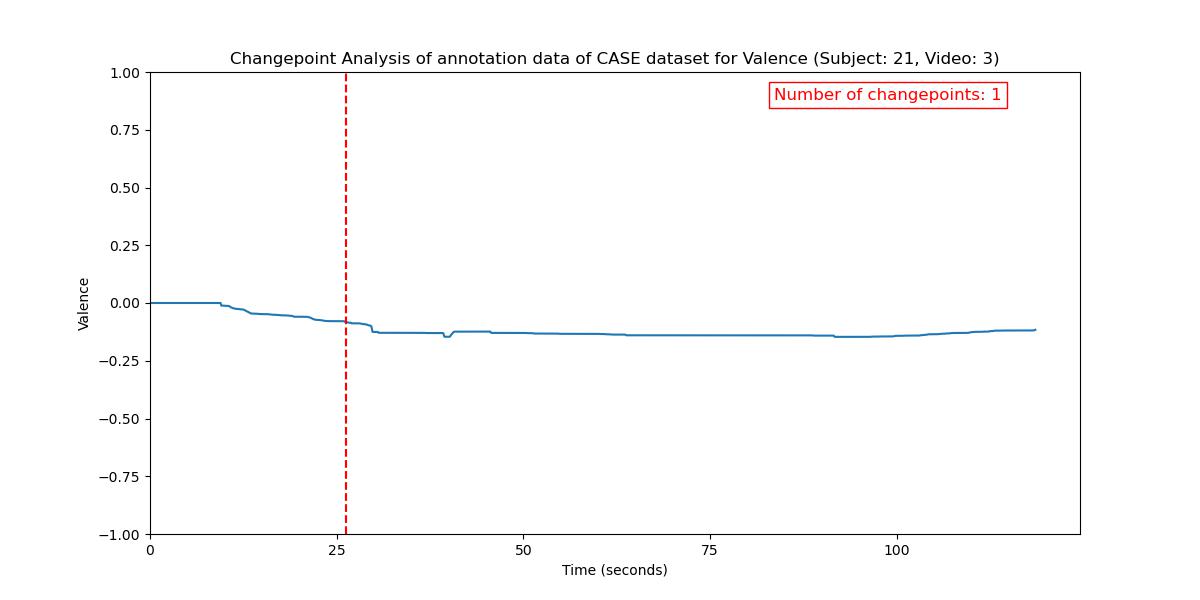 Changepoint Analysis of annotation data of CASE dataset for Valence (Subject: 21, Video: 3)
Number of changepoints: 1
1.00
0.75
0.50
0.25
0.00
−0.25
−0.50
−0.75
−1.00
Valence
0 25 50 75 100
Time (seconds)